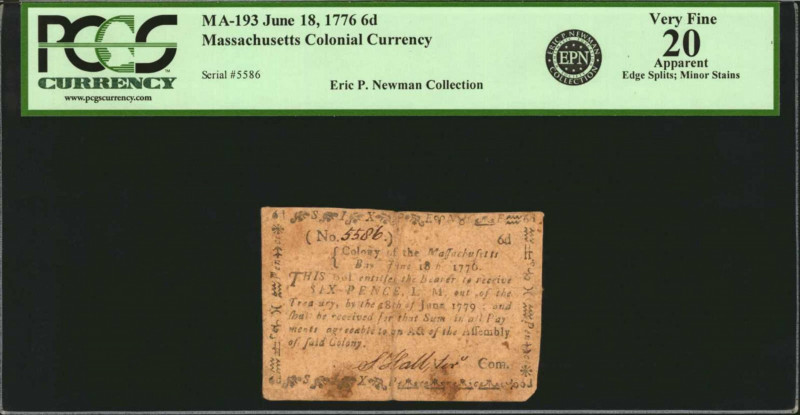 PCGS
CURRENCY
www.pcgscurrency.com
MA-193 June 18, 1776 6d
Massachusetts Colonial Currency
Serial #5586
Eric P. Newman Collection
ERIC P. NEWMAN
EPN
COLLECTION
Very Fine
20
Apparent
Edge Splits; Minor Stains
6d S I X P E N
(No. 5586.) 6d
Colony of the Massachusetts
Bay June 18th 1776.
THIS Bill entitles the bearer to receive
SIX PENCE, L. M. out of the
Treasury, by the 18th of June 1779; and
shall be received for that Sum in all Pay
ments agreeable to an Act of the Assembly
of said Colony.
S Hall, Com.
S I X